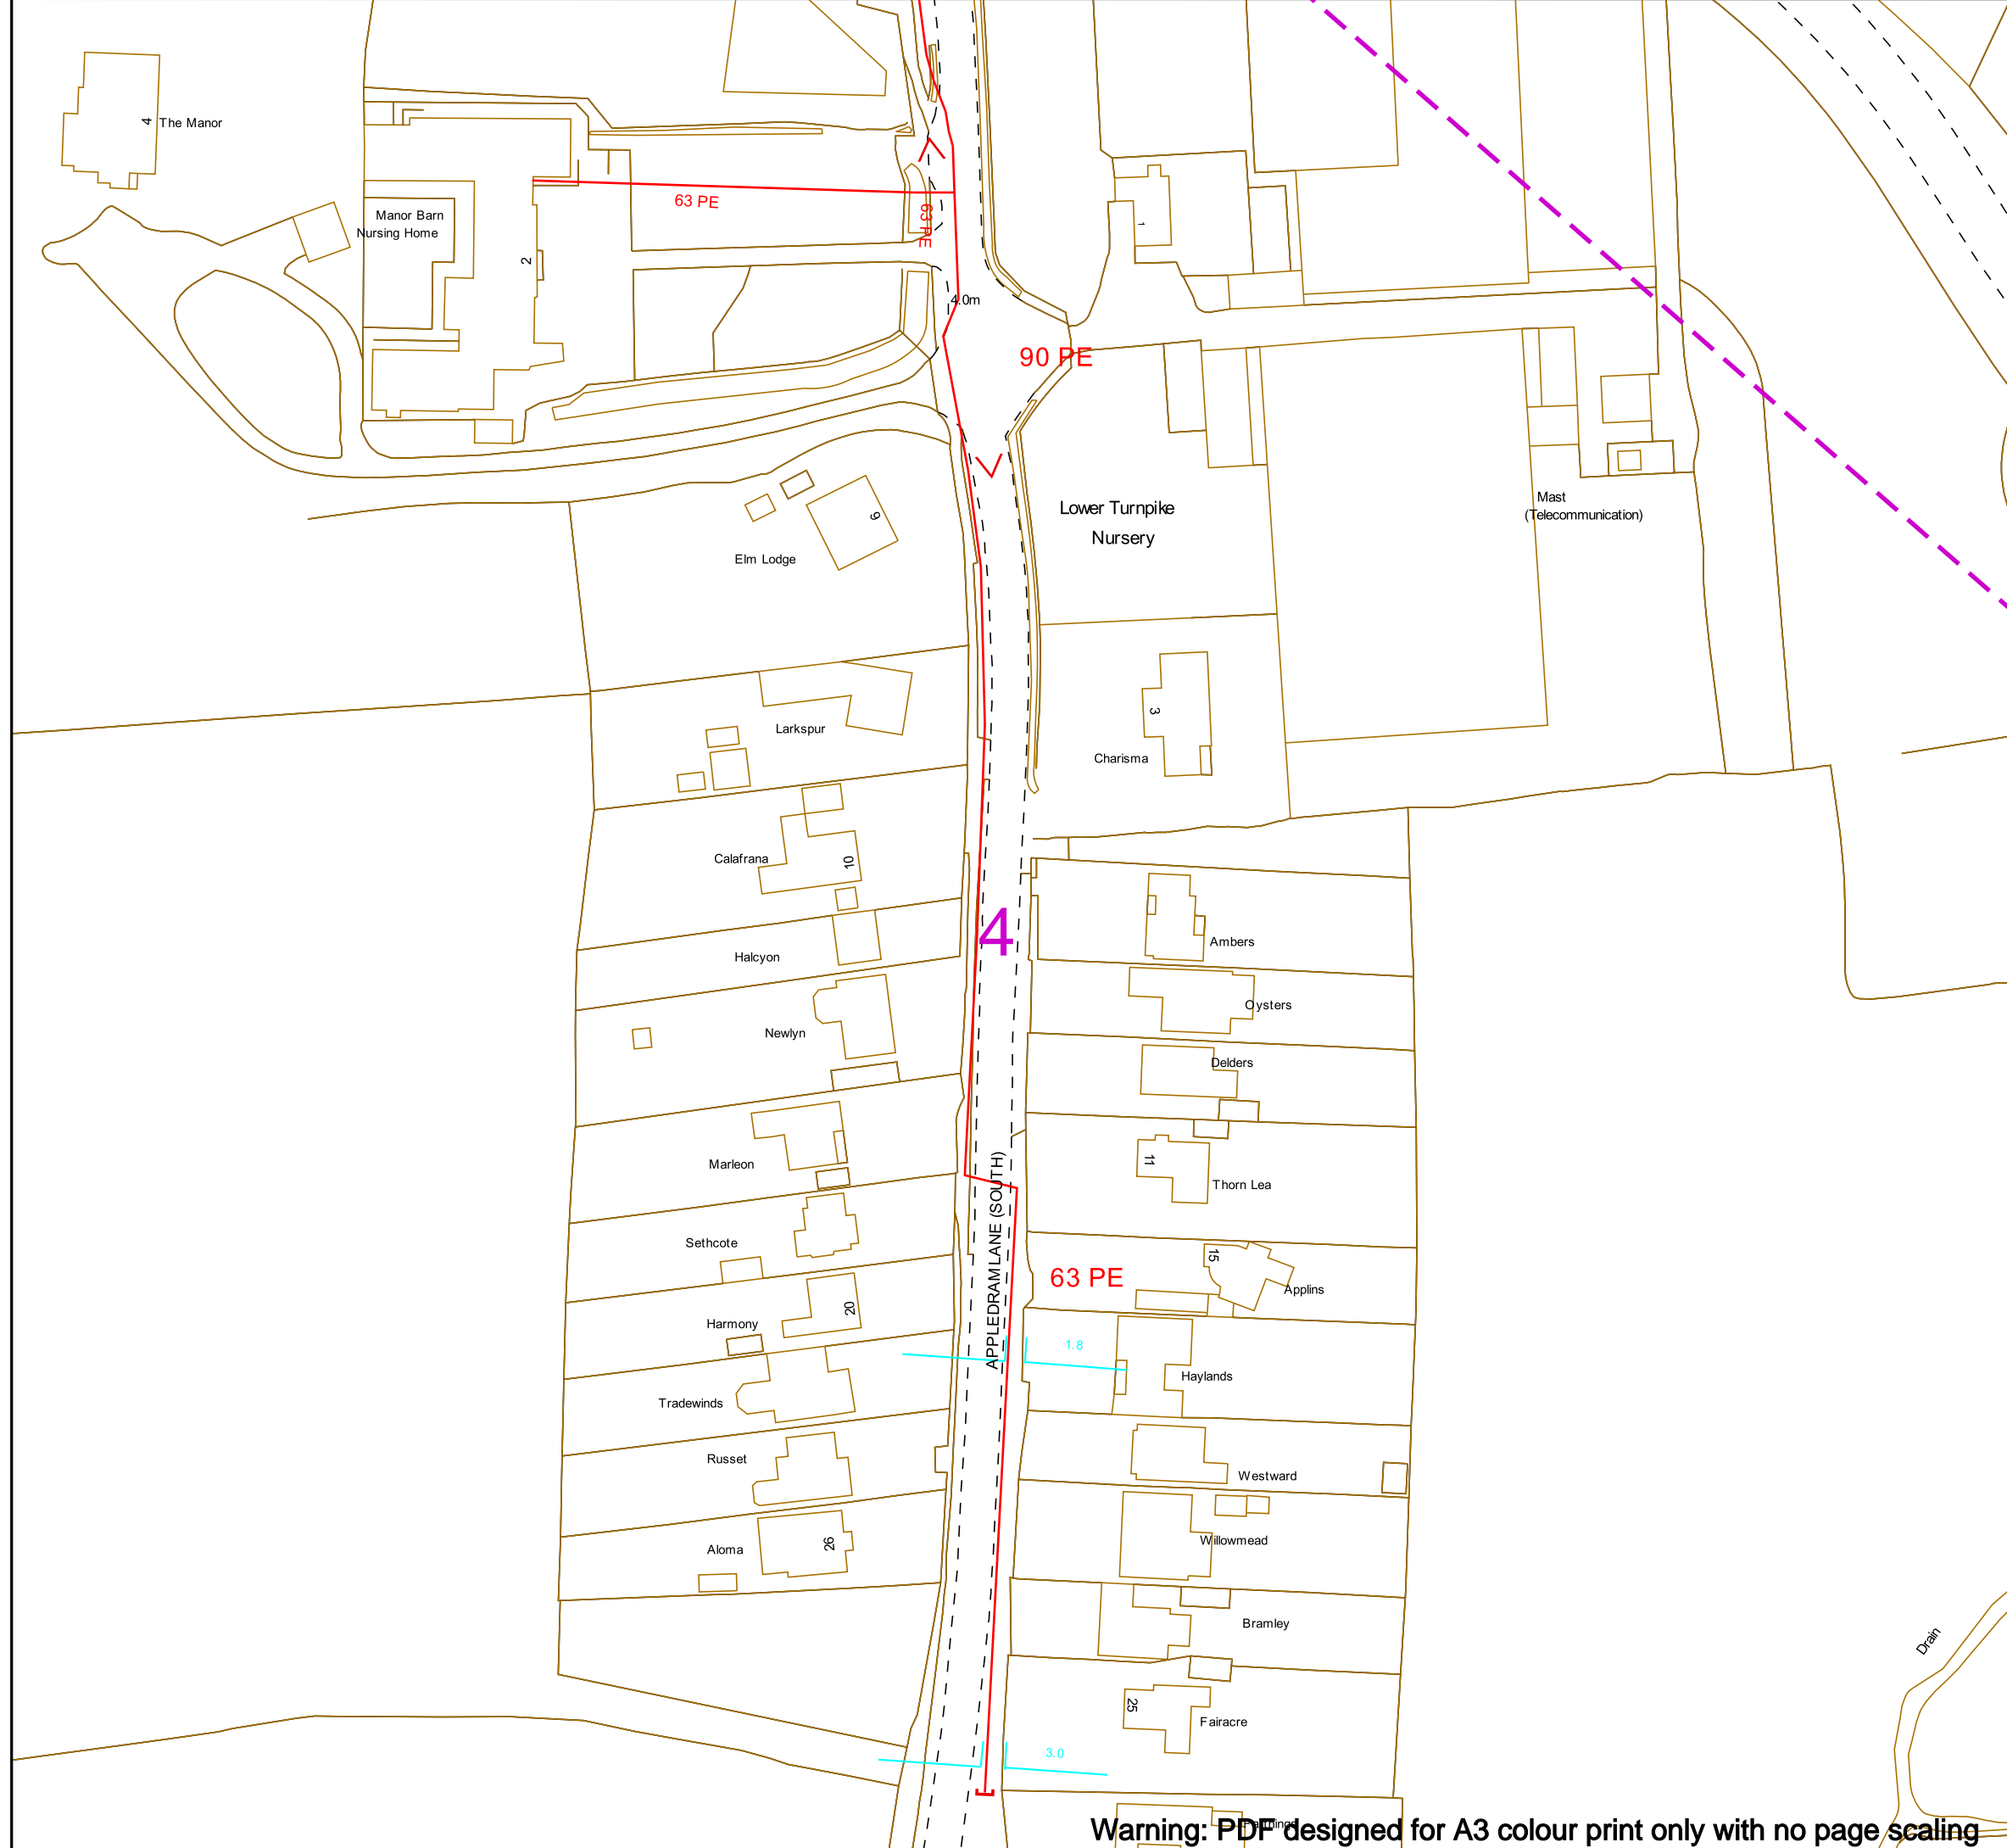 4 The Manor
Manor Barn
Nursing Home
2
63 PE
63 PE
1
4.0m
90 PE
Lower Turnpike
Nursery
Mast
(Telecommunication)
9
Elm Lodge
Larkspur
3
Charisma
Calafrana
10
4
Ambers
Halcyon
Oysters
Newlyn
Delders
Marleon
11
Thorn Lea
APPLEDRAM LANE (SOUTH)
Sethcote
15
63 PE
Applins
Harmony
20
1.8
Haylands
Tradewinds
Russet
Westward
Aloma
26
Willowmead
Bramley
Drain
25
Fairacre
3.0
Warning: PDF designed for A3 colour print only with no page scaling